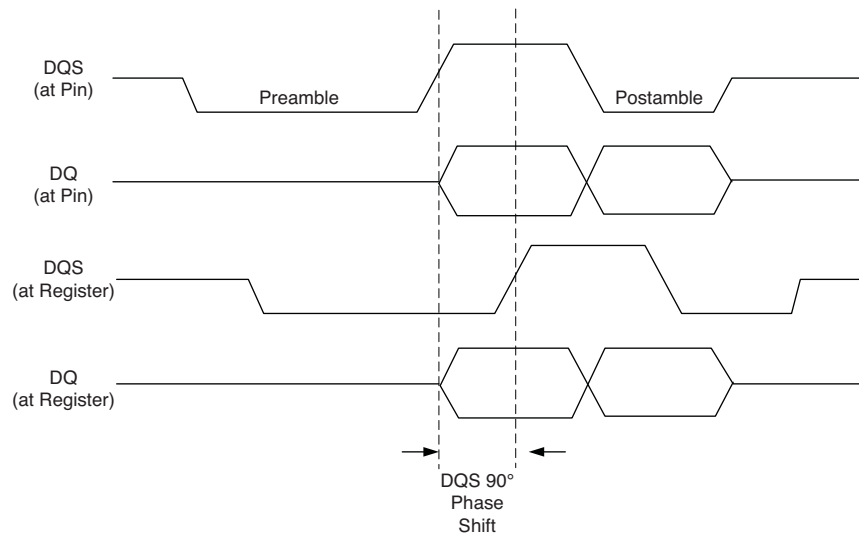 DQS
(at Pin)
Preamble
Postamble
DQ
(at Pin)
DQS
(at Register)
DQ
(at Register)
DQS 90°
Phase
Shift